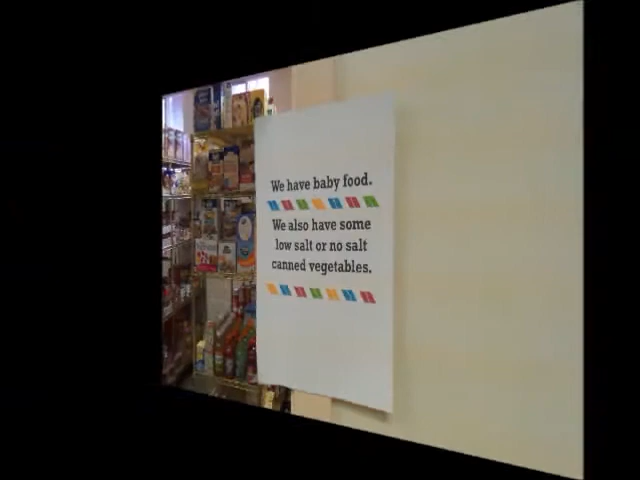 We have baby food.
We also have some
low salt or no salt
canned vegetables.